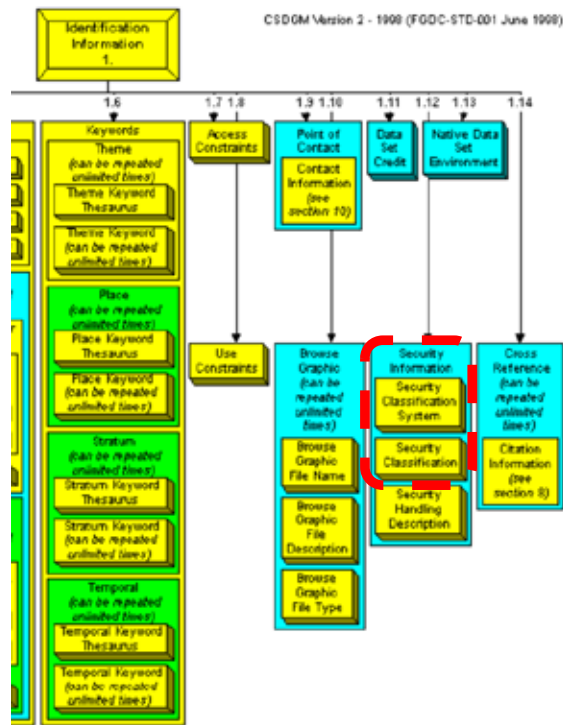 CSDGM Version 2 - 1998 (FGDC-STD-001 June 1998)
Identification
Information
1.
1.6
1.7
1.8
1.9
1.10
1.11
1.12
1.13
1.14
Keywords
Theme
(can be repeated
unlimited times)
Theme Keyword
Thesaurus
Theme Keyword
(can be repeated
unlimited times)
Place
(can be repeated
unlimited times)
Place Keyword
Thesaurus
Place Keyword
(can be repeated
unlimited times)
Stratum
(can be repeated
unlimited times)
Stratum Keyword
Thesaurus
Stratum Keyword
(can be repeated
unlimited times)
Temporal
(can be repeated
unlimited times)
Temporal Keyword
Thesaurus
Temporal Keyword
(can be repeated
unlimited times)
Access
Constraints
Use
Constraints
Point of
Contact
Contact
Information
(see
section 10)
Browse
Graphic
(can be
repeated
unlimited
times)
Browse
Graphic
File Name
Browse
Graphic
File
Description
Browse
Graphic
File Type
Data
Set
Credit
Security
Information
Security
Classification
System
Security
Classification
Security
Handling
Description
Native Data
Set
Environment
Cross
Reference
(can be
repeated
unlimited
times)
Citation
Information
(see
section 8)